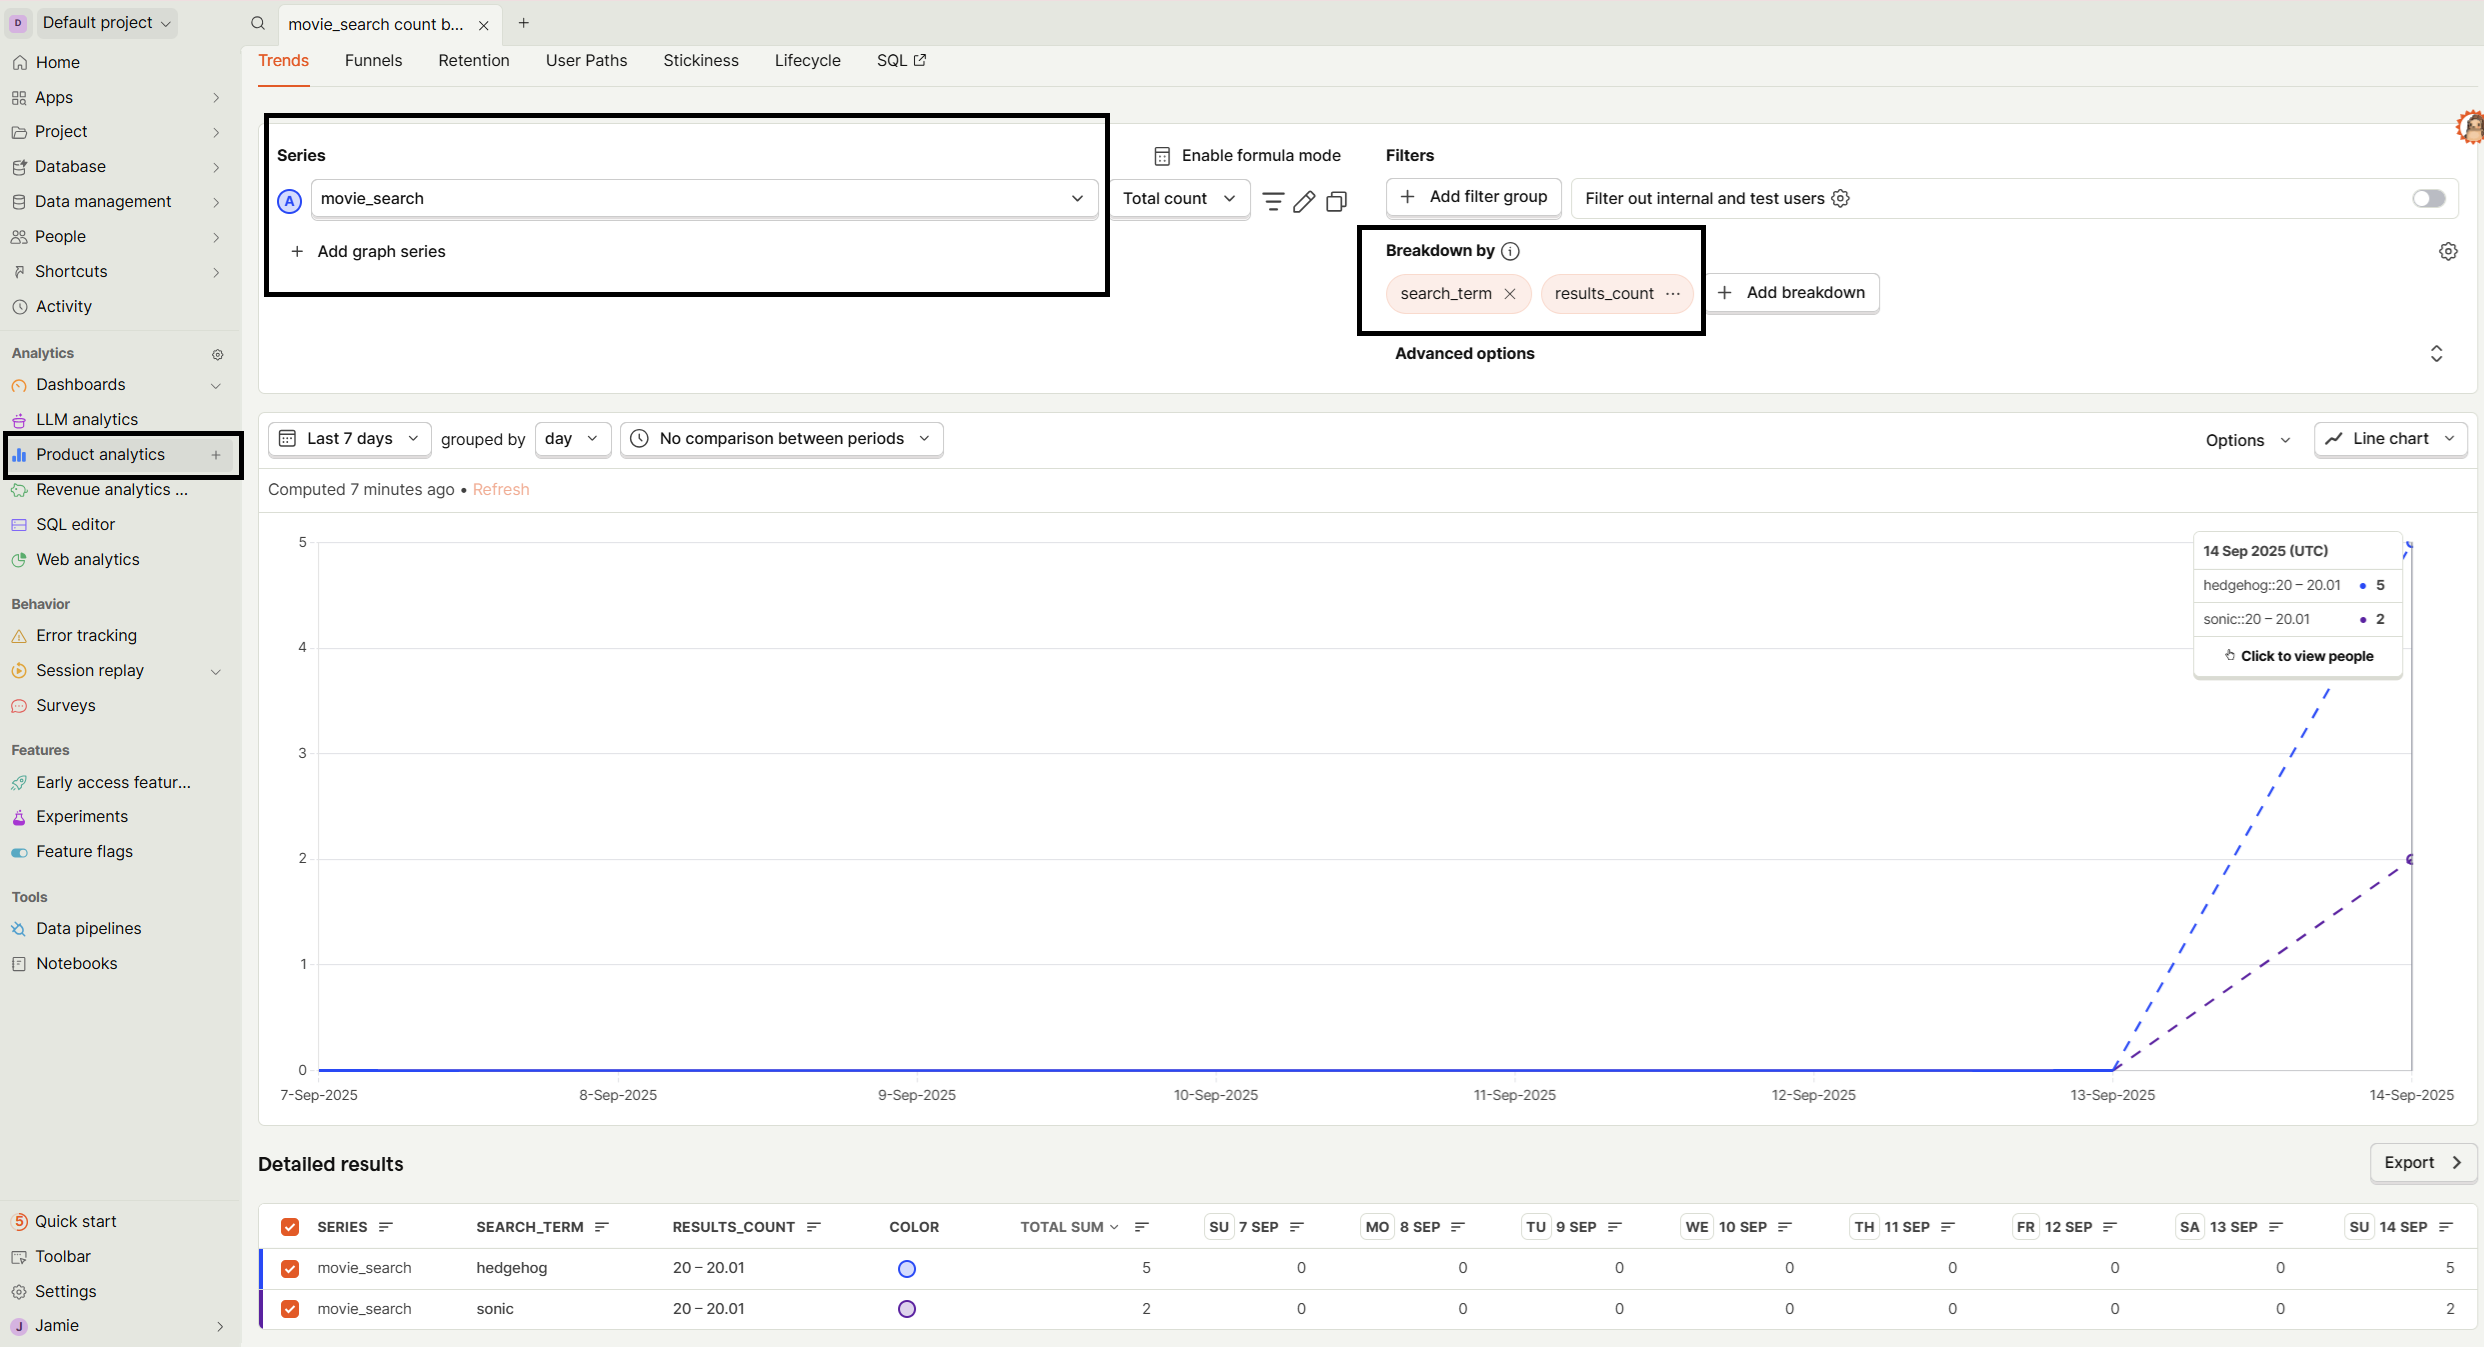 D Default project
movie_search count b...
Home
Apps
Project
Database
Data management
People
Shortcuts
Activity
Analytics
Dashboards
LLM analytics
Product analytics
Revenue analytics ...
SQL editor
Web analytics
Behavior
Error tracking
Session replay
Surveys
Features
Early access featur...
Experiments
Feature flags
Tools
Data pipelines
Notebooks
5 Quick start
Toolbar
Settings
J Jamie
Trends Funnels Retention User Paths Stickiness Lifecycle SQL
Series
Enable formula mode
A movie_search
Total count
Add graph series
Filters
Add filter group
Filter out internal and test users
Breakdown by
search_term results_count ...
Add breakdown
Advanced options
Last 7 days grouped by day No comparison between periods
Options Line chart
Computed 7 minutes ago • Refresh
5
4
3
2
1
0
14 Sep 2025 (UTC)
hedgehog::20 – 20.01 5
sonic::20 – 20.01 2
Click to view people
7-Sep-2025 8-Sep-2025 9-Sep-2025 10-Sep-2025 11-Sep-2025 12-Sep-2025 13-Sep-2025 14-Sep-2025
Detailed results
Export
SERIES SEARCH_TERM RESULTS_COUNT COLOR TOTAL SUM SU 7 SEP MO 8 SEP TU 9 SEP WE 10 SEP TH 11 SEP FR 12 SEP SA 13 SEP SU 14 SEP
movie_search hedgehog 20 – 20.01 5 0 0 0 0 0 0 0 5
movie_search sonic 20 – 20.01 2 0 0 0 0 0 0 0 2